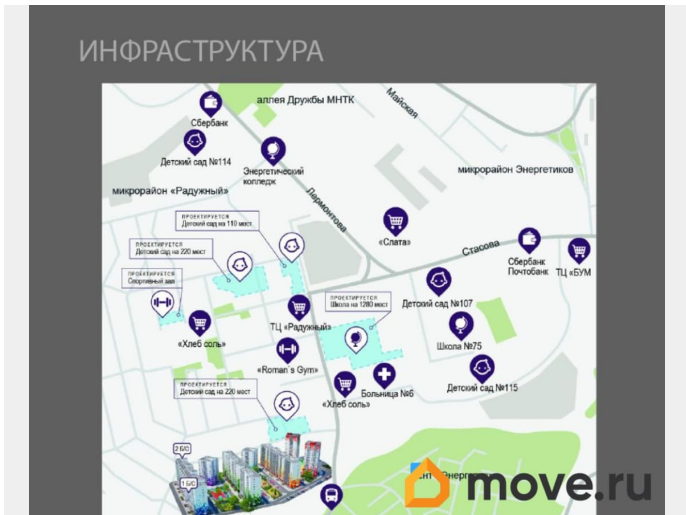 ИНФРАСТРУКТУРА
аллея Дружбы МНТК
Майская
Сбербанк
Детский сад №114
Энергетический
колледж
микрорайон Энергетиков
микрорайон «Радужный»
Лермонтова
ПРОЕКТИРУЕТСЯ
Детский сад на 110 мест
«Слата»
Стасова
ПРОЕКТИРУЕТСЯ
Детский сад на 220 мест
Сбербанк
Почтобанк
ТЦ «БУМ
ПРОЕКТИРУЕТСЯ
Спортивный зал
ПРОЕКТИРУЕТСЯ
Школа на 1280 мест
Детский сад №107
ТЦ «Радужный»
«Хлеб соль»
Школа №75
«Roman`s Gym»
ПРОЕКТИРУЕТСЯ
Детский сад на 220 мест
Больница №6
«Хлеб соль»
Детский сад №115
2 Б/С
1 Б/С
move.ru